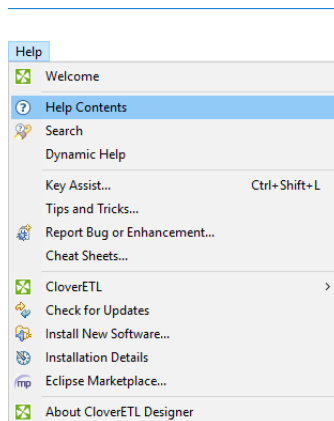 Help
Welcome
Help Contents
Search
Dynamic Help
Key Assist... Ctrl+Shift+L
Tips and Tricks...
Report Bug or Enhancement...
Cheat Sheets...
CloverETL
Check for Updates
Install New Software...
Installation Details
mp Eclipse Marketplace...
About CloverETL Designer